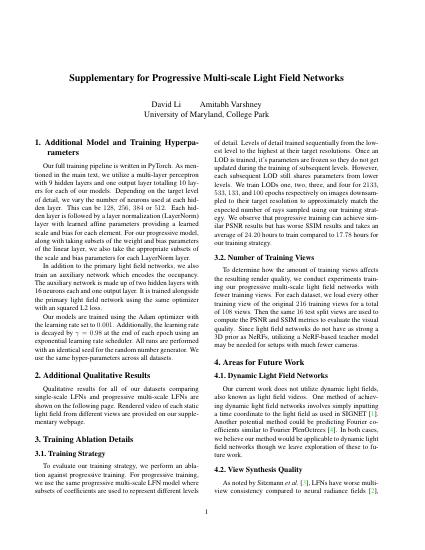 Supplementary for Progressive Multi-scale Light Field Networks
David Li Amitabh Varshney
University of Maryland, College Park
1. Additional Model and Training Hyperpa-
rameters
Our full training pipeline is written in PyTorch. As men-
tioned in the main text, we utilize a multi-layer perceptron
with 9 hidden layers and one output layer totalling 10 lay-
ers for each of our models. Depending on the target level
of detail, we vary the number of neurons used at each hid-
den layer. This can be 128, 256, 384 or 512. Each hid-
den layer is followed by a layer normalization (LayerNorm)
layer with learned affine parameters providing a learned
scale and bias for each element. For our progressive model,
along with taking subsets of the weight and bias parameters
of the linear layer, we also take the appropriate subsets of
the scale and bias parameters for each LayerNorm layer.
In addition to the primary light field networks, we also
train an auxiliary network which encodes the occupancy.
The auxiliary network is made up of two hidden layers with
16 neurons each and one output layer. It is trained alongside
the primary light field network using the same optimizer
with an squared L2 loss.
Our models are trained using the Adam optimizer with
the learning rate set to 0.001. Additionally, the learning rate
is decayed by γ = 0.98 at the end of each epoch using an
exponential learning rate scheduler. All runs are performed
with an identical seed for the random number generator. We
use the same hyper-parameters across all datasets.
2. Additional Qualitative Results
Qualitative results for all of our datasets comparing
single-scale LFNs and progressive multi-scale LFNs are
shown on the following page. Rendered video of each static
light field from different views are provided on our supple-
mentary webpage.
3. Training Ablation Details
3.1. Training Strategy
To evaluate our training strategy, we perform an abla-
tion against progressive training. For progressive training,
we use the same progressive multi-scale LFN model where
subsets of coefficients are used to represent different levels
of detail. Levels of detail trained sequentially from the low-
est level to the highest at their target resolutions. Once an
LOD is trained, it's parameters are frozen so they do not get
updated during the training of subsequent levels. However,
each subsequent LOD still shares parameters from lower
levels. We train LODs one, two, three, and four for 2133,
533, 133, and 100 epochs respectively on images downsam-
pled to their target resolution to approximately match the
expected number of rays sampled using our training strat-
egy. We observe that progressive training can achieve sim-
ilar PSNR results but has worse SSIM results and takes an
average of 24.20 hours to train compared to 17.78 hours for
our training strategy.
3.2. Number of Training Views
To determine how the amount of training views affects
the resulting render quality, we conduct experiments train-
ing our progressive multi-scale light field networks with
fewer training views. For each dataset, we load every other
training view of the original 216 training views for a total
of 108 views. Then the same 16 test split views are used to
compute the PSNR and SSIM metrics to evaluate the visual
quality. Since light field networks do not have as strong a
3D prior as NeRFs, utilizing a NeRF-based teacher model
may be needed for setups with much fewer cameras.
4. Areas for Future Work
4.1. Dynamic Light Field Networks
Our current work does not utilize dynamic light fields,
also known as light field videos. One method of achiev-
ing dynamic light field networks involves simply inputting
a time coordinate to the light field as used in SIGNET [1].
Another potential method could be predicting Fourier co-
efficients similar to Fourier PlenOctrees [4]. In both cases,
we believe our method would be applicable to dynamic light
field networks though we leave exploration of these to fu-
ture work.
4.2. View Synthesis Quality
As noted by Sitzmann et al. [3], LFNs have worse multi-
view consistency compared to neural radiance fields [2],
1